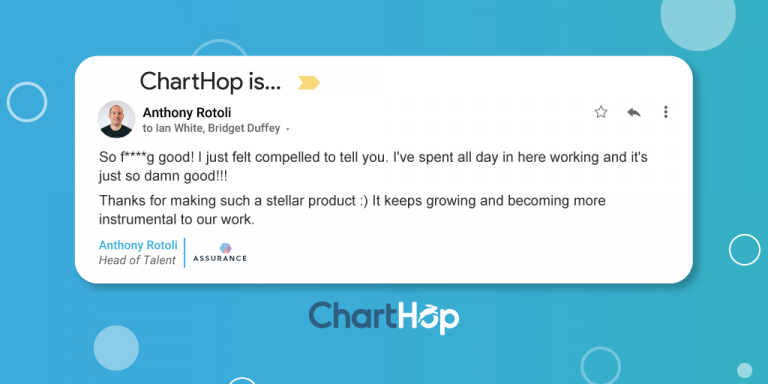 ChartHop is...
Anthony Rotoli
to Ian White, Bridget Duffey
So f****g good! I just felt compelled to tell you. I've spent all day in here working and it's
just so damn good!!!
Thanks for making such a stellar product :) It keeps growing and becoming more
instrumental to our work.
Anthony Rotoli
Head of Talent
ASSURANCE
ChartHop